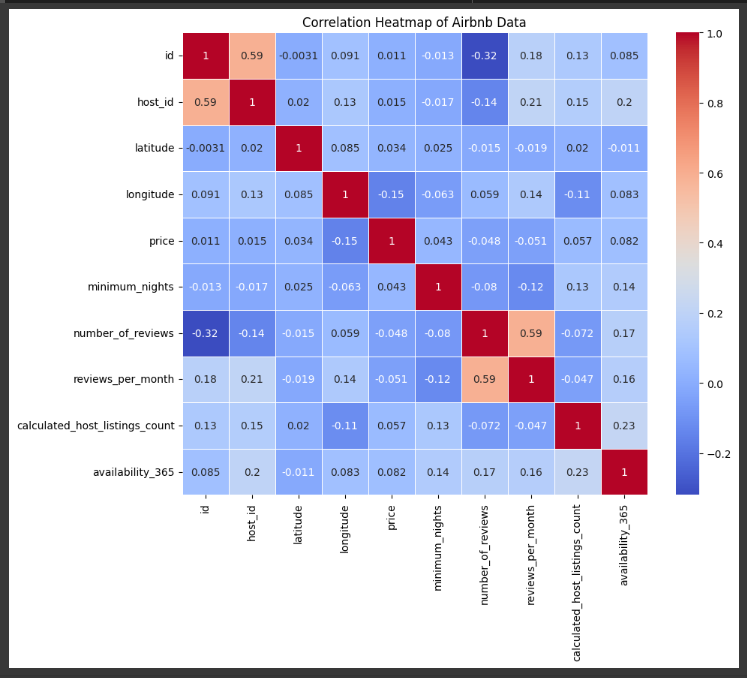 Correlation Heatmap of Airbnb Data
id 1 0.59 -0.0031 0.091 0.011 -0.013 -0.32 0.18 0.13 0.085
host_id 0.59 1 0.02 0.13 0.015 -0.017 -0.14 0.21 0.15 0.2
latitude -0.0031 0.02 1 0.085 0.034 0.025 -0.015 -0.019 0.02 -0.011
longitude 0.091 0.13 0.085 1 -0.15 -0.063 0.059 0.14 -0.11 0.083
price 0.011 0.015 0.034 -0.15 1 0.043 -0.048 -0.051 0.057 0.082
minimum_nights -0.013 -0.017 0.025 -0.063 0.043 1 -0.08 -0.12 0.13 0.14
number_of_reviews -0.32 -0.14 -0.015 0.059 -0.048 -0.08 1 0.59 -0.072 0.17
reviews_per_month 0.18 0.21 -0.019 0.14 -0.051 -0.12 0.59 1 -0.047 0.16
calculated_host_listings_count 0.13 0.15 0.02 -0.11 0.057 0.13 -0.072 -0.047 1 0.23
availability_365 0.085 0.2 -0.011 0.083 0.082 0.14 0.17 0.16 0.23 1
id
host_id
latitude
longitude
price
minimum_nights
number_of_reviews
reviews_per_month
calculated_host_listings_count
availability_365
1.0
0.8
0.6
0.4
0.2
0.0
−0.2